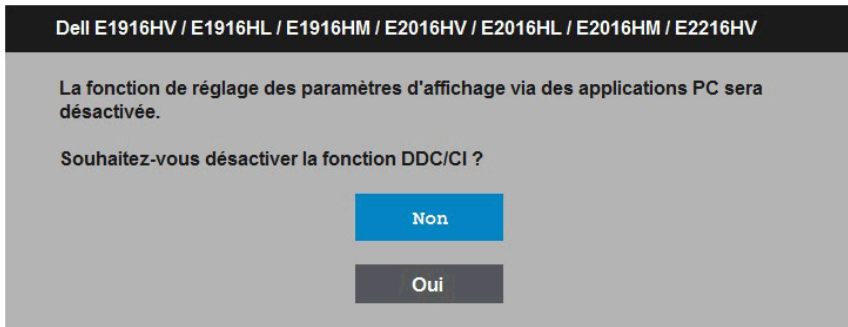 Dell E1916HV / E1916HL / E1916HM / E2016HV / E2016HL / E2016HM / E2216HV
La fonction de réglage des paramètres d'affichage via des applications PC sera
désactivée.
Souhaitez-vous désactiver la fonction DDC/CI ?
Non
Oui